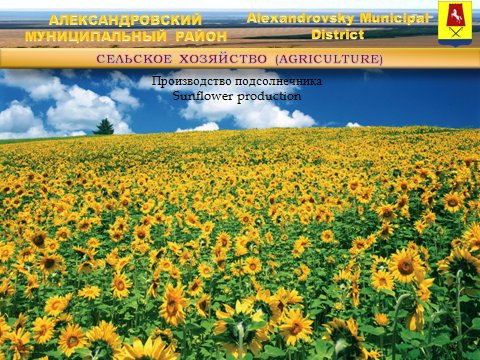 АЛЕКСАНДРОВСКИЙ
МУНИЦИПАЛЬНЫЙ РАЙОН
Alexandrovsky Municipal
District
СЕЛЬСКОЕ ХОЗЯЙСТВО (AGRICULTURE)
Производство подсолнечника
Sunflower production